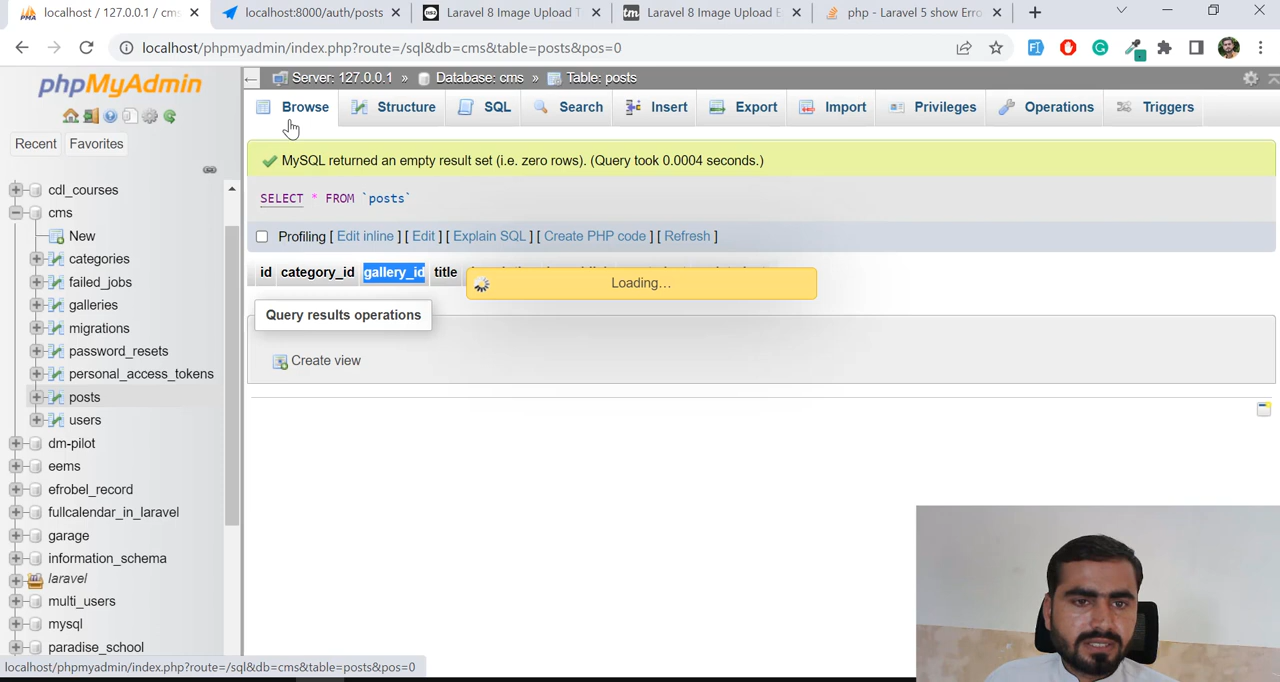 localhost / 127.0.0.1 / cms
localhost:8000/auth/posts
Laravel 8 Image Upload T
Laravel 8 Image Upload E
php - Laravel 5 show Erro
localhost/phpmyadmin/index.php?route=/sql&db=cms&table=posts&pos=0
phpMyAdmin
Recent
Favorites
cdl_courses
cms
New
categories
failed_jobs
galleries
migrations
password_resets
personal_access_tokens
posts
users
dm-pilot
eems
efrobel_record
fullcalendar_in_laravel
garage
information_schema
laravel
multi_users
mysql
paradise_school
Server: 127.0.0.1 » Database: cms » Table: posts
Browse Structure SQL Search Insert Export Import Privileges Operations Triggers
MySQL returned an empty result set (i.e. zero rows). (Query took 0.0004 seconds.)
SELECT * FROM `posts`
Profiling [ Edit inline ] [ Edit ] [ Explain SQL ] [ Create PHP code ] [ Refresh ]
id category_id gallery_id title
Loading…
Query results operations
Create view
localhost/phpmyadmin/index.php?route=/sql&db=cms&table=posts&pos=0